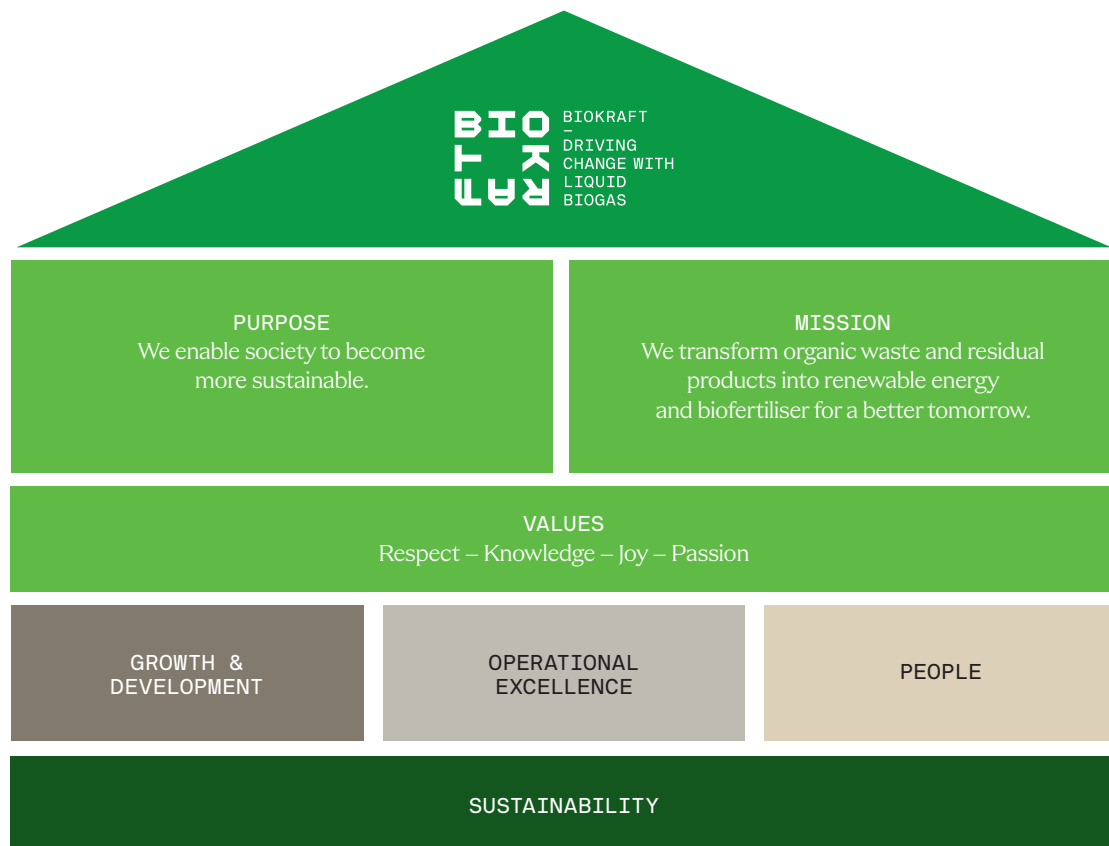 BIO
KRAFT
BIOKRAFT
–
DRIVING
CHANGE WITH
LIQUID
BIOGAS
PURPOSE
We enable society to become
more sustainable.
MISSION
We transform organic waste and residual
products into renewable energy
and biofertiliser for a better tomorrow.
VALUES
Respect – Knowledge – Joy – Passion
GROWTH &
DEVELOPMENT
OPERATIONAL
EXCELLENCE
PEOPLE
SUSTAINABILITY